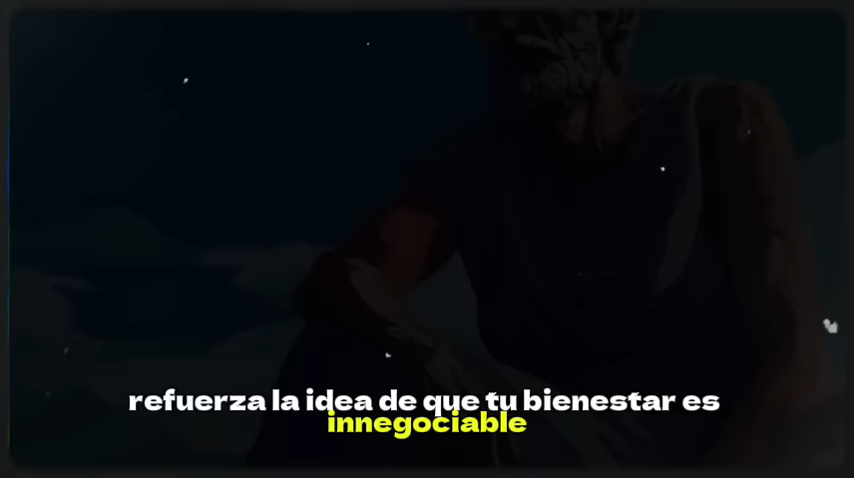 refuerza la idea de que tu bienestar es
innegociable